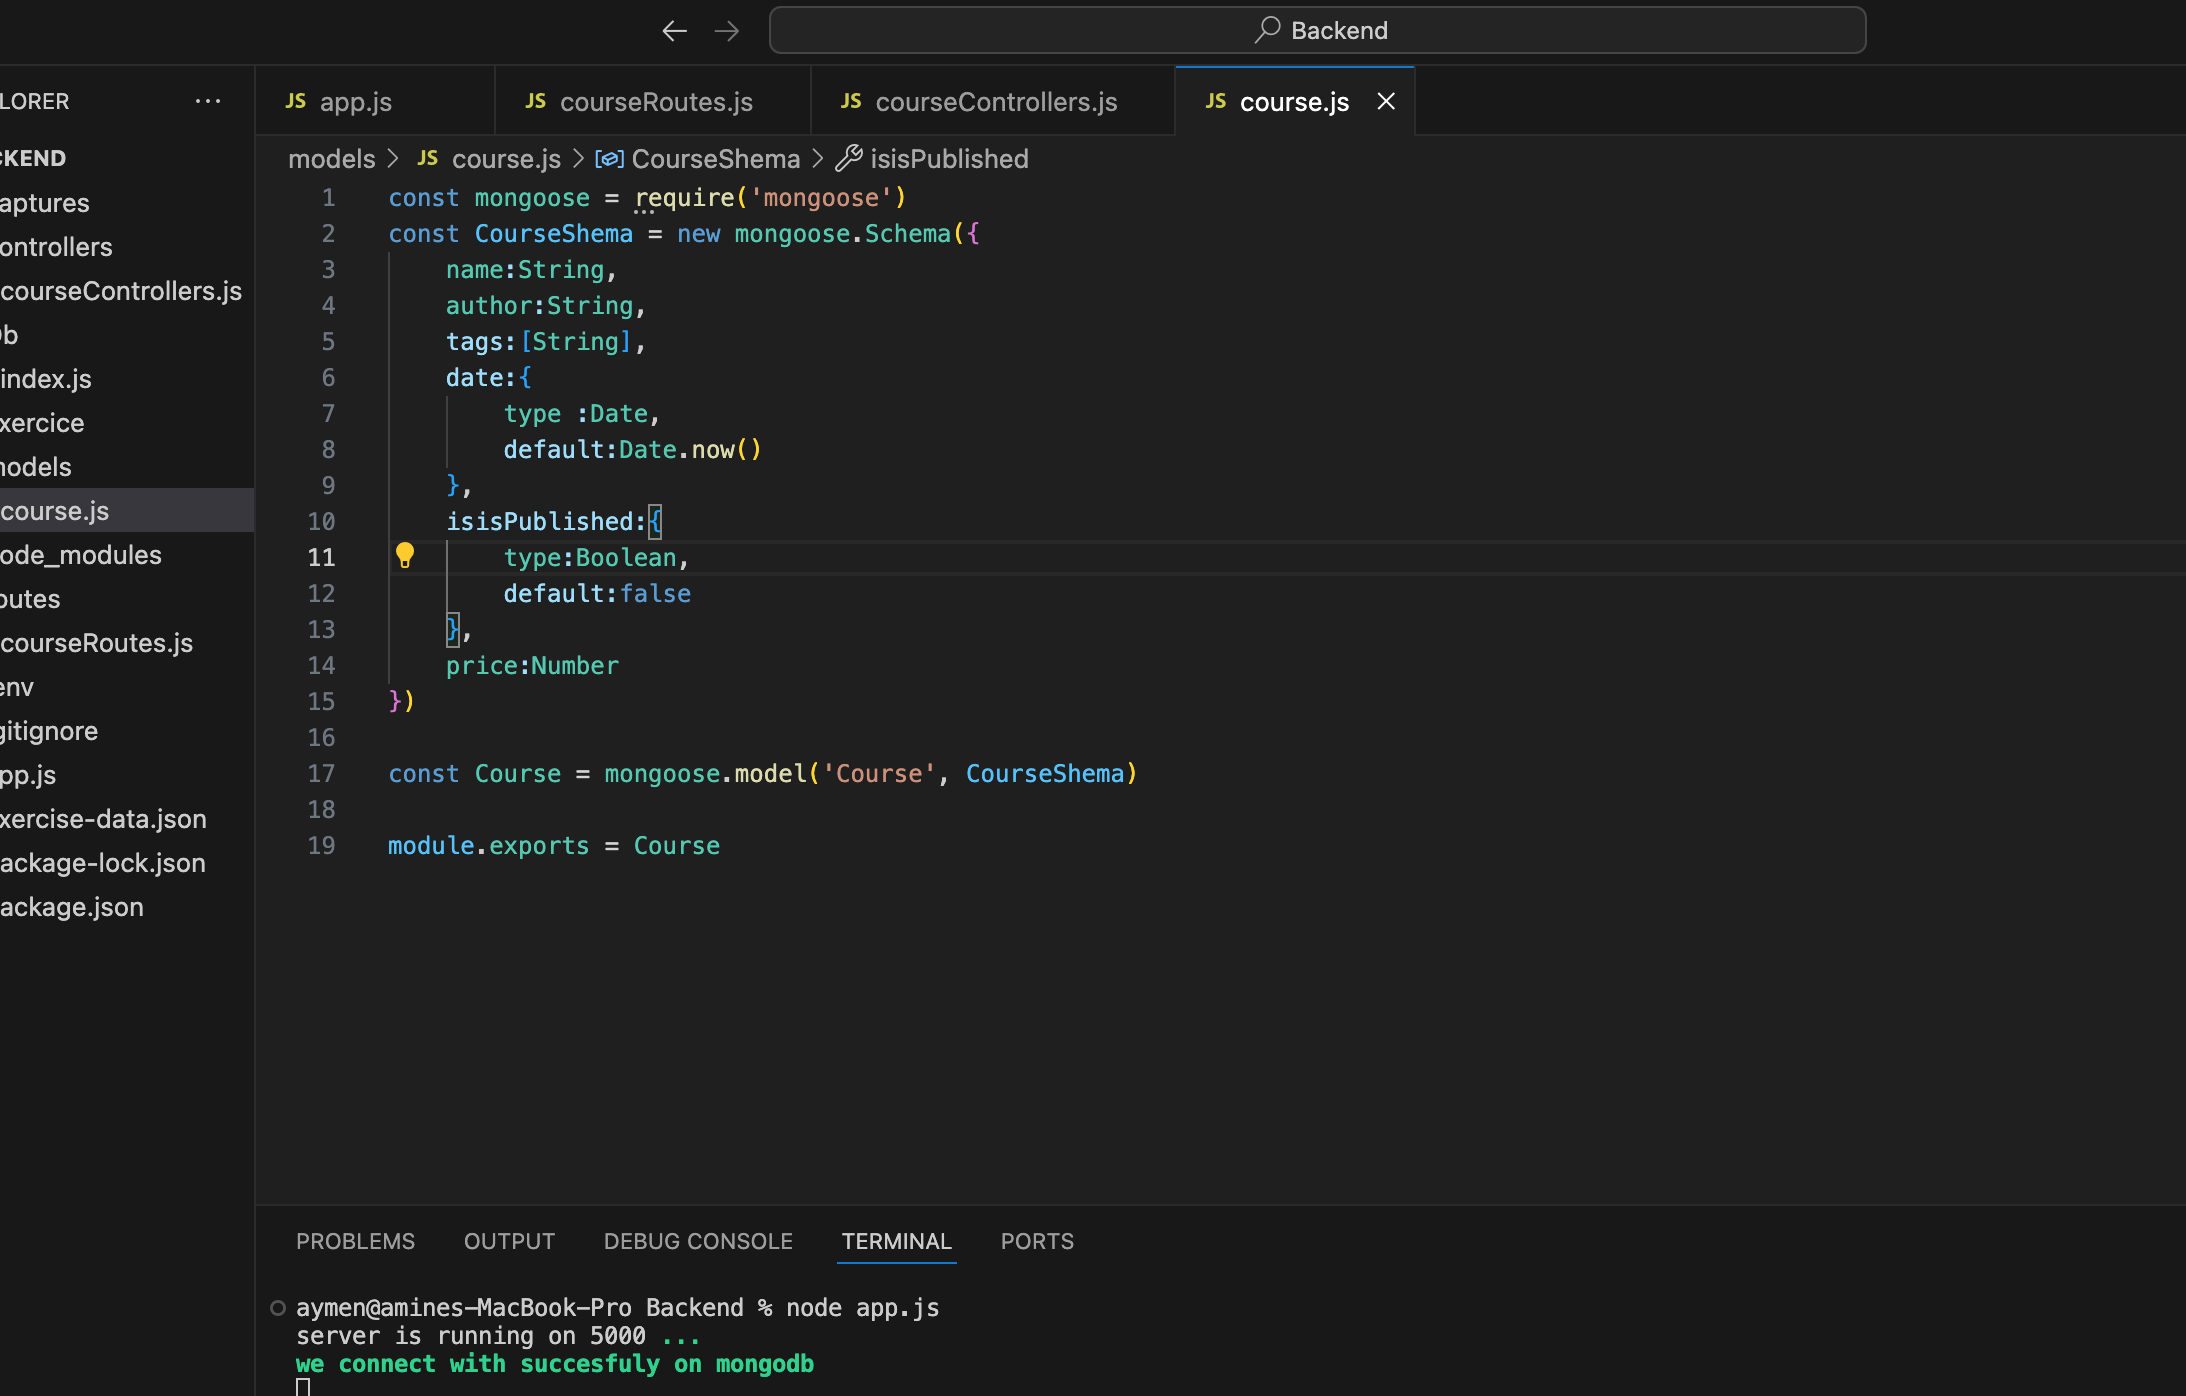 Backend
LORER ...
JS app.js
JS courseRoutes.js
JS courseControllers.js
JS course.js
CKEND
aptures
ontrollers
courseControllers.js
b
index.js
xercice
odels
course.js
ode_modules
outes
courseRoutes.js
env
gitignore
pp.js
xercise-data.json
ackage-lock.json
ackage.json
models > JS course.js > CourseShema > isisPublished
1 const mongoose = require('mongoose')
2 const CourseShema = new mongoose.Schema({
3 name:String,
4 author:String,
5 tags:[String],
6 date:{
7 type :Date,
8 default:Date.now()
9 },
10 isisPublished:{
11 type:Boolean,
12 default:false
13 },
14 price:Number
15 })
16
17 const Course = mongoose.model('Course', CourseShema)
18
19 module.exports = Course
PROBLEMS OUTPUT DEBUG CONSOLE TERMINAL PORTS
aymen@amines-MacBook-Pro Backend % node app.js
server is running on 5000 ...
we connect with succesfuly on mongodb